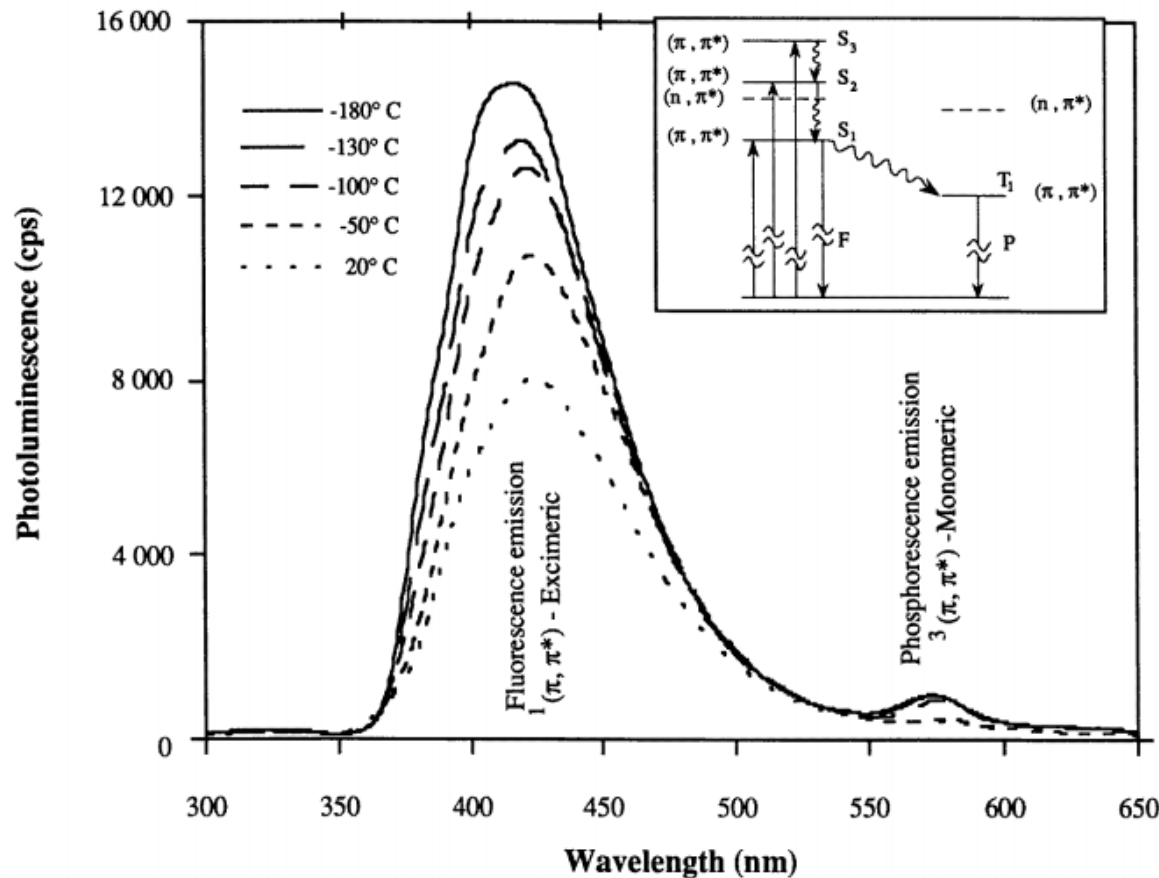 16 000
12 000
8 000
4 000
0
Photoluminescence (cps)
-180° C
-130° C
-100° C
-50° C
20° C
(π , π*)
S3
(π , π*)
S2
(n , π*)
(n , π*)
(π, π*)
S1
T1
(π, π*)
F
P
Fluorescence emission
1 (π, π*) - Excimeric
Phosphorescence emission
3 (π, π*) -Monomeric
300
350
400
450
500
550
600
650
Wavelength (nm)